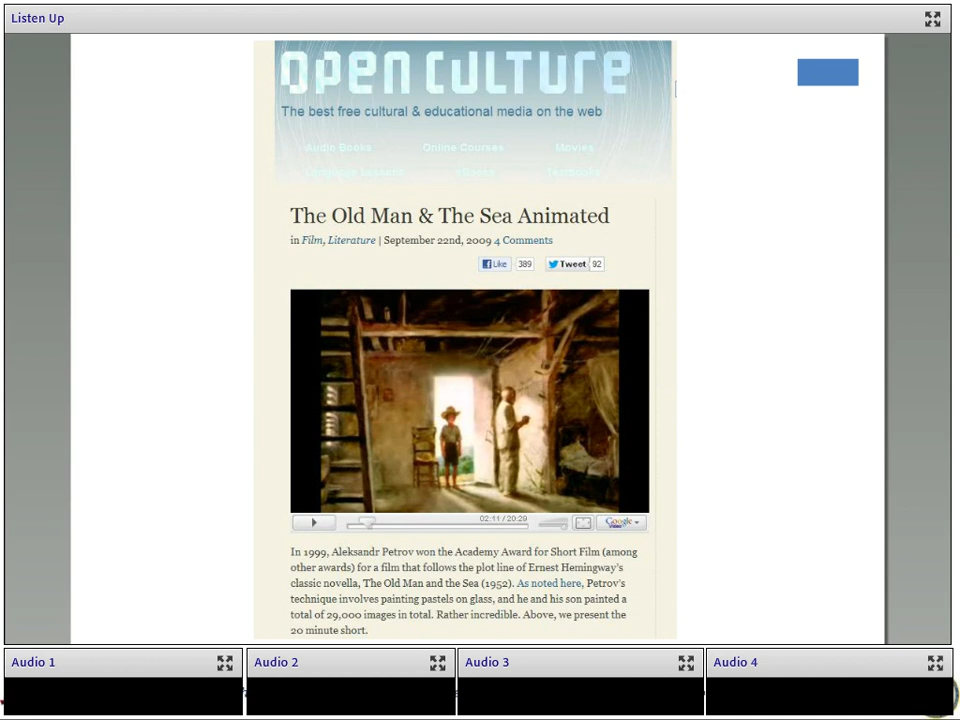 Listen Up
open culture
The best free cultural & educational media on the web
Audio Books Online Courses Movies
Language Lessons eBooks Textbooks
The Old Man & The Sea Animated
in Film, Literature | September 22nd, 2009 4 Comments
Like 389 Tweet 92
02:11 / 20:29
Google
In 1999, Aleksandr Petrov won the Academy Award for Short Film (among
other awards) for a film that follows the plot line of Ernest Hemingway's
classic novella, The Old Man and the Sea (1952). As noted here, Petrov's
technique involves painting pastels on glass, and he and his son painted a
total of 29,000 images in total. Rather incredible. Above, we present the
20 minute short.
Audio 1 Audio 2 Audio 3 Audio 4